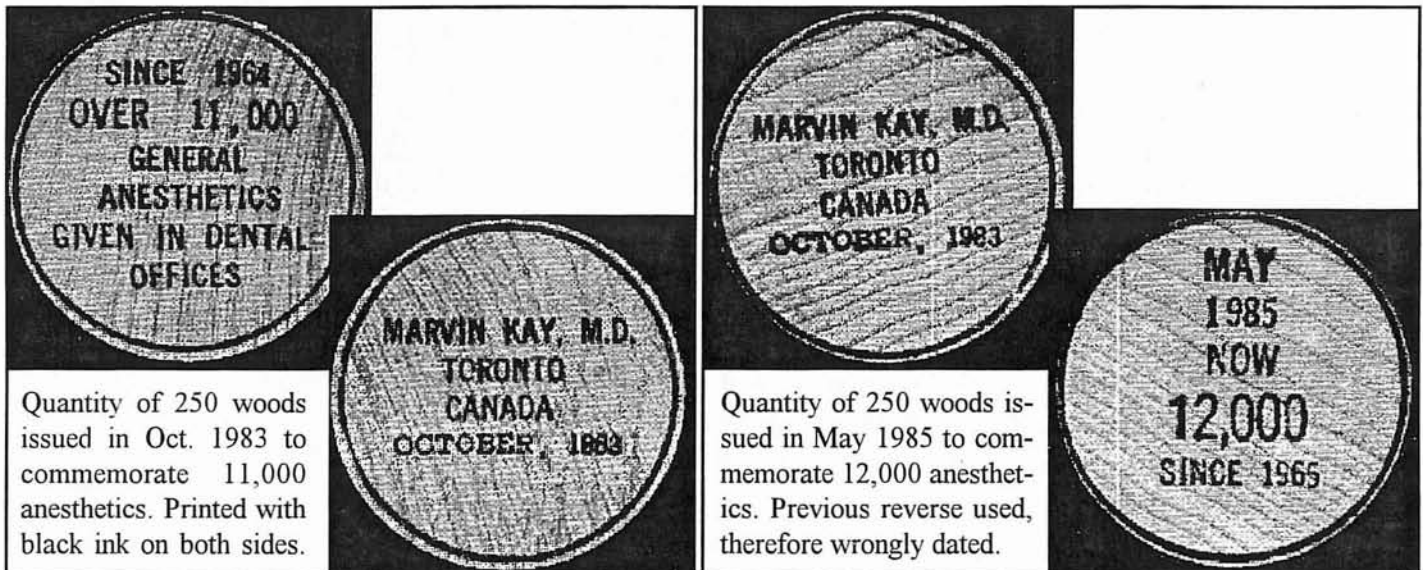 SINCE 1964
OVER 11,000
GENERAL
ANESTHETICS
GIVEN IN DENTAL
OFFICES
MARVIN KAY, M.D.
TORONTO
CANADA
OCTOBER, 1983
Quantity of 250 woods
issued in Oct. 1983 to
commemorate 11,000
anesthetics. Printed with
black ink on both sides.
MARVIN KAY, M.D.
TORONTO
CANADA
OCTOBER, 1983
MAY
1985
NOW
12,000
SINCE 1965
Quantity of 250 woods is-
sued in May 1985 to com-
memorate 12,000 anesthet-
ics. Previous reverse used,
therefore wrongly dated.